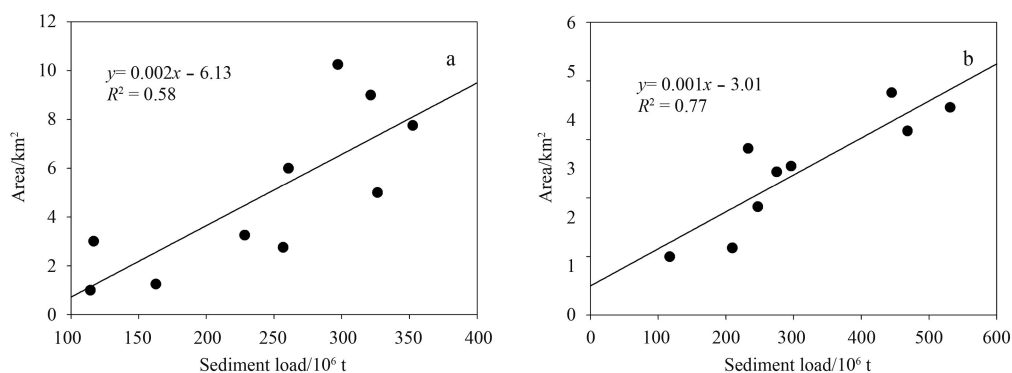 12
10
8
6
4
2
0
Area/km²
y= 0.002x – 6.13
R² = 0.58
a
100 150 200 250 300 350 400
Sediment load/10⁶ t
6
5
4
3
2
1
0
Area/km²
y= 0.001x – 3.01
R² = 0.77
b
0 100 200 300 400 500 600
Sediment load/10⁶ t